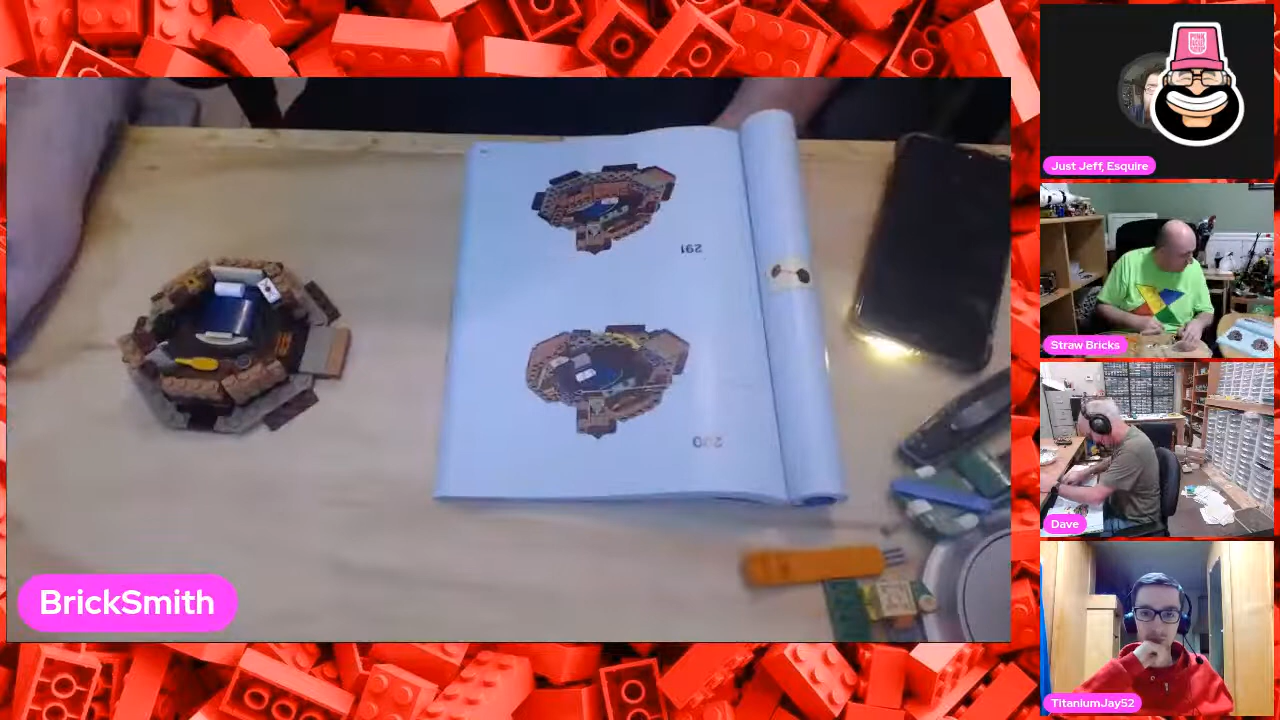 Just Jeff, Esquire
Straw Bricks
Dave
TitaniumJay52
291
290
BrickSmith